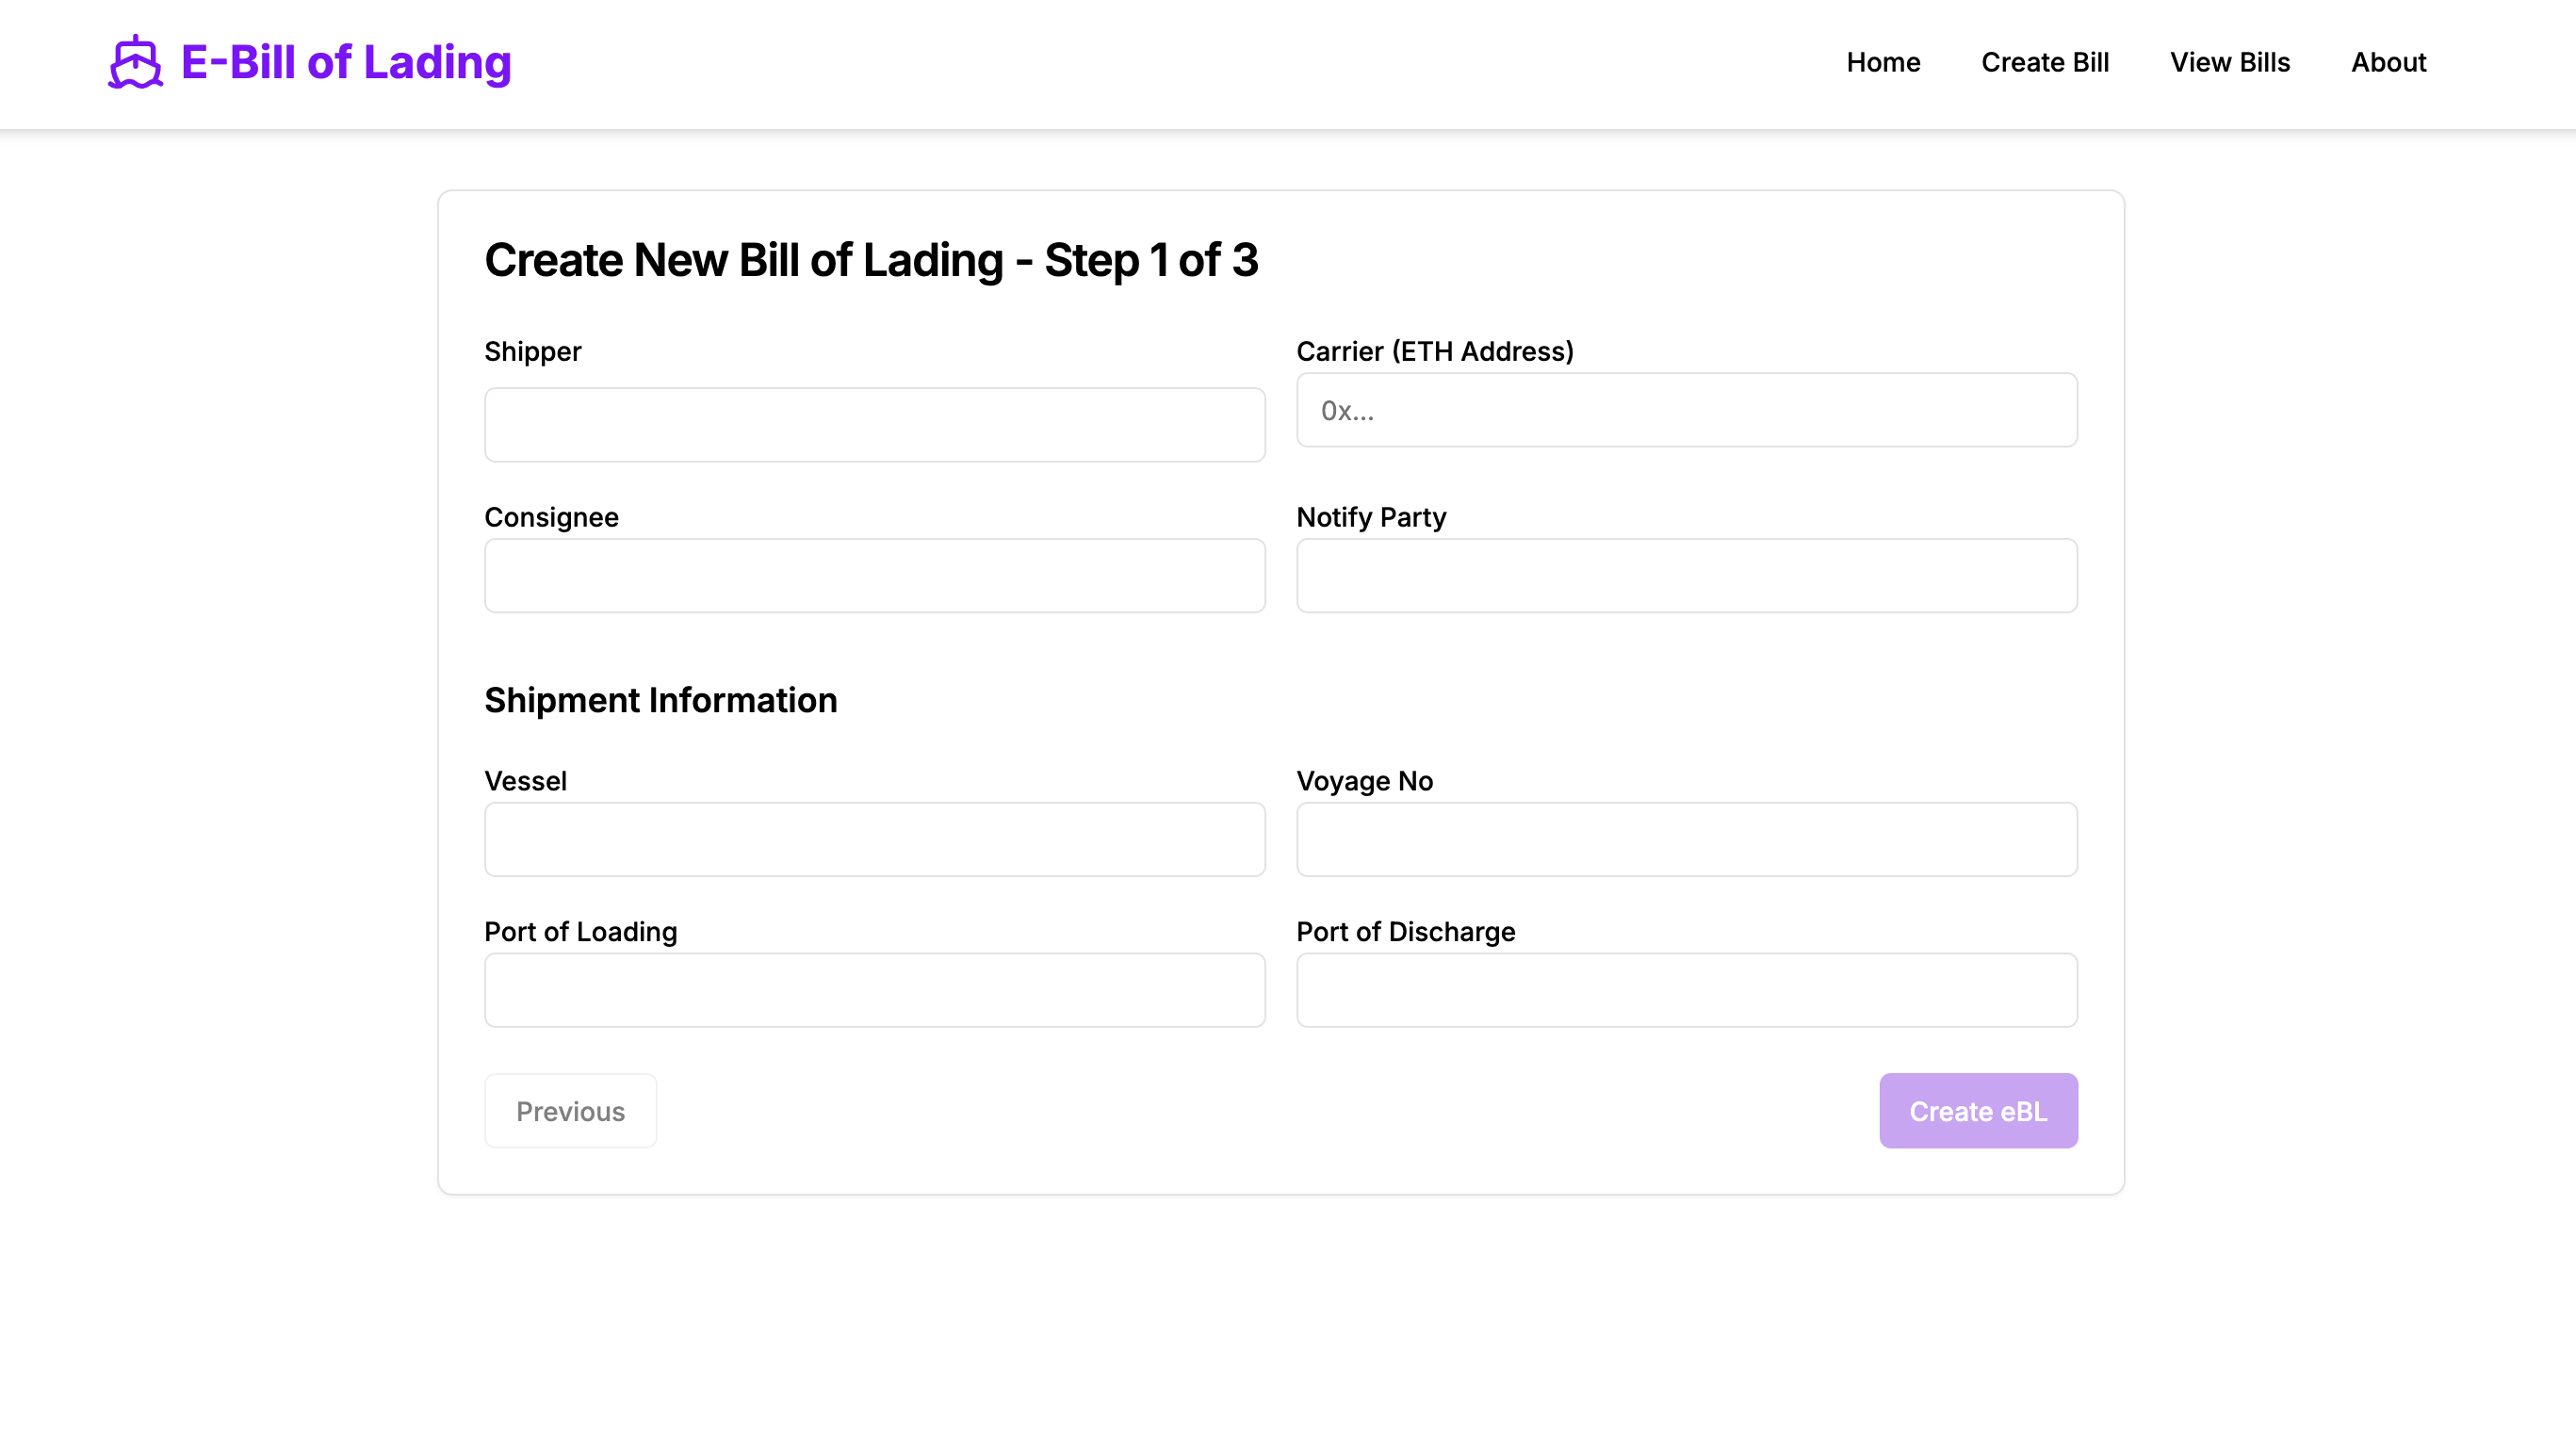 E-Bill of Lading
Home
Create Bill
View Bills
About
Create New Bill of Lading - Step 1 of 3
Shipper
Carrier (ETH Address)
0x...
Consignee
Notify Party
Shipment Information
Vessel
Voyage No
Port of Loading
Port of Discharge
Previous
Create eBL